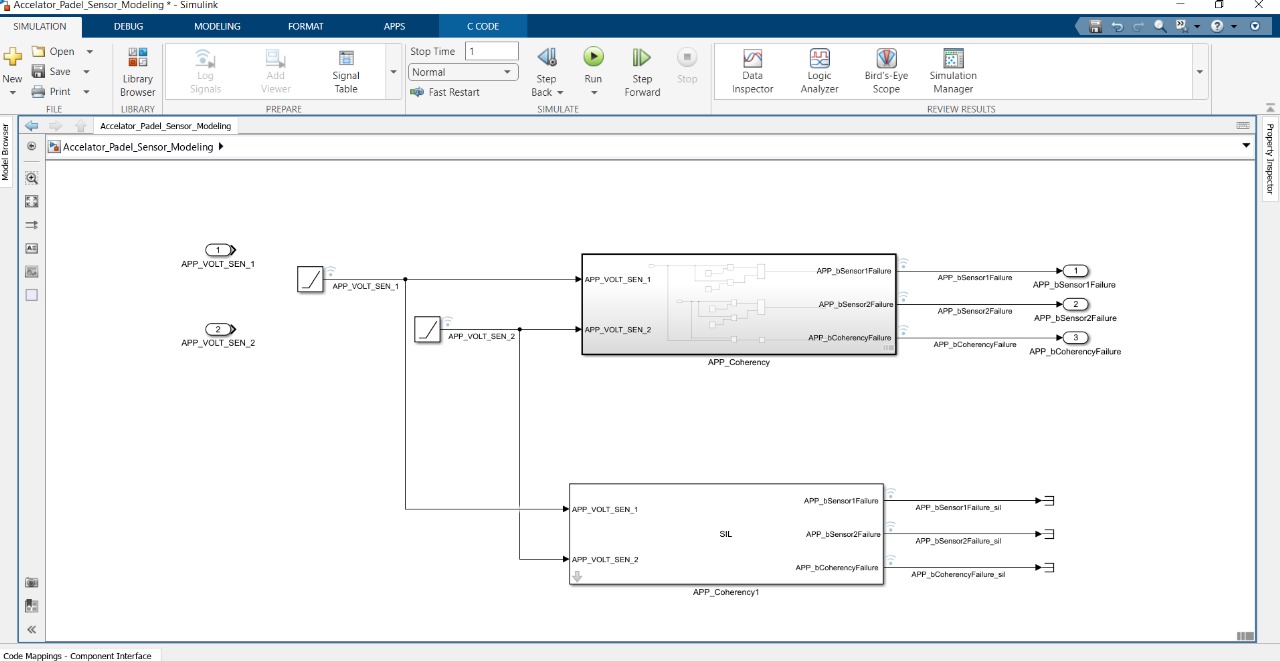 Accelator_Padel_Sensor_Modeling * - Simulink
SIMULATION DEBUG MODELING FORMAT APPS C CODE
New
Open
Save
Print
FILE
Library
Browser
LIBRARY
Log
Signals
Add
Viewer
Signal
Table
PREPARE
Stop Time 1
Normal
Fast Restart
Step
Back
Run
Step
Forward
Stop
SIMULATE
Data
Inspector
Logic
Analyzer
Bird's-Eye
Scope
Simulation
Manager
REVIEW RESULTS
Model Browser
Accelator_Padel_Sensor_Modeling
Accelator_Padel_Sensor_Modeling
Property Inspector
1
APP_VOLT_SEN_1
2
APP_VOLT_SEN_2
APP_VOLT_SEN_1
APP_VOLT_SEN_2
APP_VOLT_SEN_1
APP_VOLT_SEN_2
APP_bSensor1Failure
APP_bSensor2Failure
APP_bCoherencyFailure
APP_Coherency
APP_bSensor1Failure
APP_bSensor2Failure
APP_bCoherencyFailure
1
APP_bSensor1Failure
2
APP_bSensor2Failure
3
APP_bCoherencyFailure
APP_VOLT_SEN_1
APP_VOLT_SEN_2
SIL
APP_bSensor1Failure
APP_bSensor2Failure
APP_bCoherencyFailure
APP_Coherency1
APP_bSensor1Failure_sil
APP_bSensor2Failure_sil
APP_bCoherencyFailure_sil
Code Mappings - Component Interface